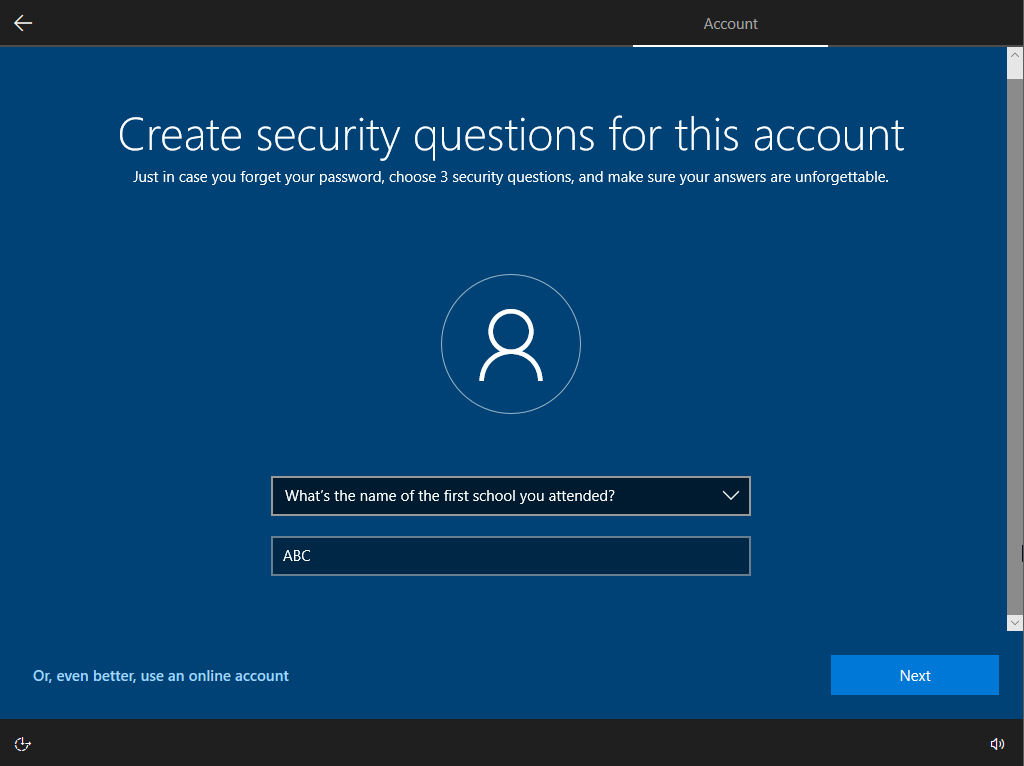 Account
Create security questions for this account
Just in case you forget your password, choose 3 security questions, and make sure your answers are unforgettable.
What's the name of the first school you attended?
ABC
Or, even better, use an online account
Next